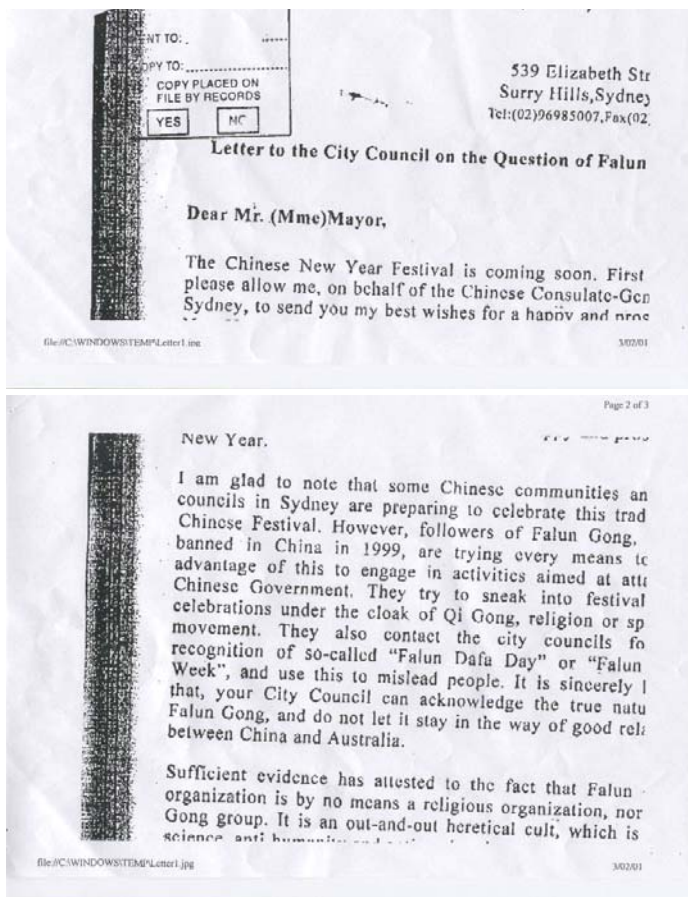 NT TO:
OPY TO:
COPY PLACED ON
FILE BY RECORDS
YES NO
539 Elizabeth Str
Surry Hills,Sydney
Tel:(02)96985007,Fax(02
Letter to the City Council on the Question of Falun
Dear Mr. (Mme)Mayor,
The Chinese New Year Festival is coming soon. First
please allow me, on behalf of the Chinese Consulate-Gen
Sydney, to send you my best wishes for a happy and pros
file://C:\WINDOWS\TEMP\Letter1.jpg 3/02/01
Page 2 of 3
New Year.
I am glad to note that some Chinese communities an
councils in Sydney are preparing to celebrate this trad
Chinese Festival. However, followers of Falun Gong,
banned in China in 1999, are trying every means to
advantage of this to engage in activities aimed at atta
Chinese Government. They try to sneak into festival
celebrations under the cloak of Qi Gong, religion or sp
movement. They also contact the city councils fo
recognition of so-called “Falun Dafa Day” or “Falun
Week”, and use this to mislead people. It is sincerely
that, your City Council can acknowledge the true natu
Falun Gong, and do not let it stay in the way of good rela
between China and Australia.
Sufficient evidence has attested to the fact that Falun
organization is by no means a religious organization, nor
Gong group. It is an out-and-out heretical cult, which is
science, anti humanity
file://C:\WINDOWS\TEMP\Letter1.jpg 3/02/01